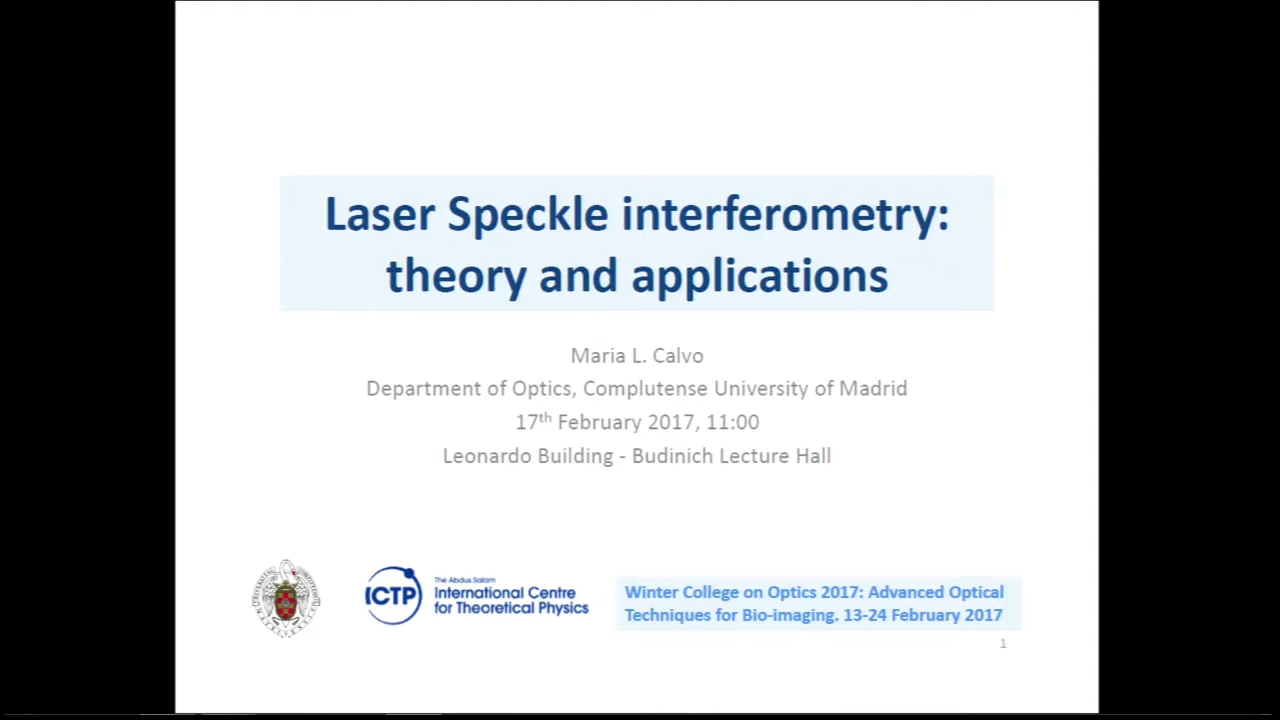 Laser Speckle interferometry:
theory and applications
Maria L. Calvo
Department of Optics, Complutense University of Madrid
17th February 2017, 11:00
Leonardo Building - Budinich Lecture Hall
ICTP
The Abdus Salam
International Centre
for Theoretical Physics
Winter College on Optics 2017: Advanced Optical
Techniques for Bio-imaging. 13-24 February 2017
1